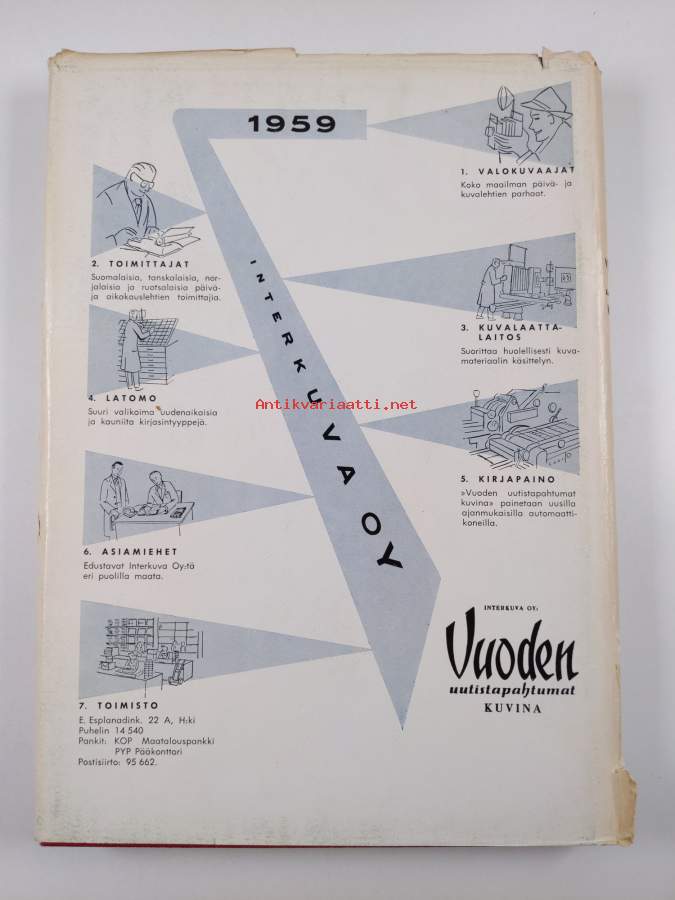 1959
1. VALOKUVAAJAT
Koko maailman päivä- ja
kuvalehtien parhaat.
2. TOIMITTAJAT
Suomalaisia, tanskalaisia, nor-
jalaisia ja ruotsalaisia päivä-
ja aikakauslehtien toimittajia.
INTERKUVA OY
3. KUVALAATTA-
LAITOS
Suorittaa huolellisesti kuva-
materiaalin käsittelyn.
4. LATOMO
Suuri valikoima uudenaikaisia
ja kauniita kirjasintyyppejä.
Antikvariaatti.net
5. KIRJAPAINO
»Vuoden uutistapahtumat
kuvina» painetaan uusilla
ajanmukaisilla automaatti-
koneilla.
6. ASIAMIEHET
Edustavat Interkuva Oy:tä
eri puolilla maata.
7. TOIMISTO
E. Esplanadink. 22 A, H:ki
Puhelin 14 540
Pankit: KOP Maatalouspankki
PYP Pääkonttori
Postisiirto: 95 662.
INTERKUVA OY:
Vuoden
uutistapahtumat
KUVINA